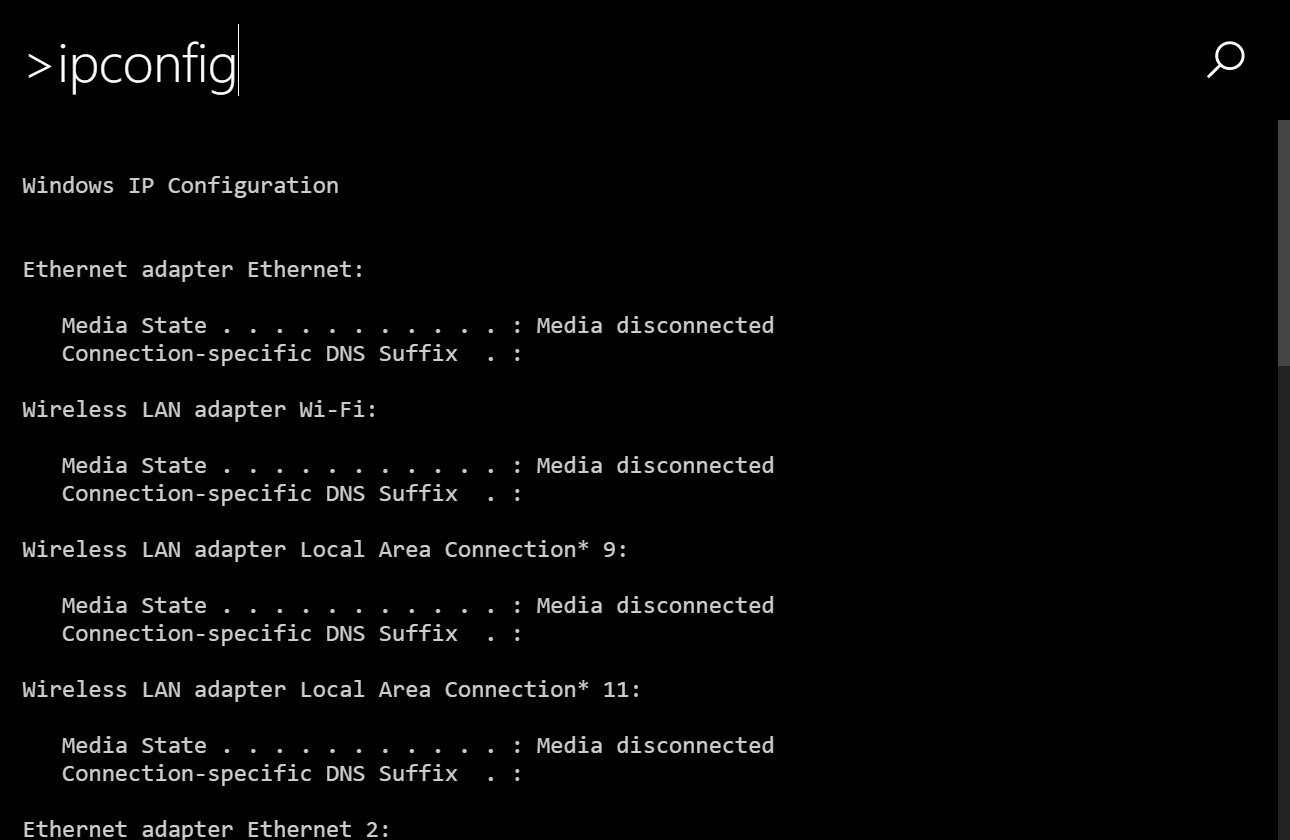 >ipconfig
Windows IP Configuration
Ethernet adapter Ethernet:
   Media State . . . . . . . . . . . : Media disconnected
   Connection-specific DNS Suffix  . :
Wireless LAN adapter Wi-Fi:
   Media State . . . . . . . . . . . : Media disconnected
   Connection-specific DNS Suffix  . :
Wireless LAN adapter Local Area Connection* 9:
   Media State . . . . . . . . . . . : Media disconnected
   Connection-specific DNS Suffix  . :
Wireless LAN adapter Local Area Connection* 11:
   Media State . . . . . . . . . . . : Media disconnected
   Connection-specific DNS Suffix  . :
Ethernet adapter Ethernet 2: